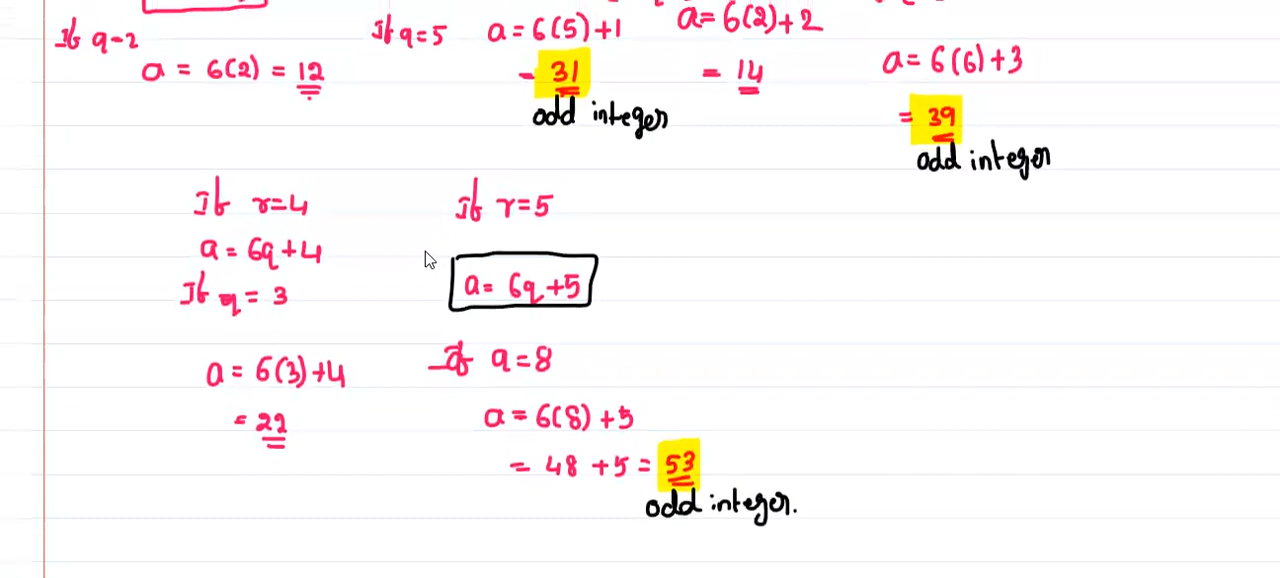 If q=2
a = 6(2) = 12
If q=5
a = 6(5)+1
= 31
odd integer
a= 6(2)+2
= 14
a= 6(6)+3
= 39
odd integer
If r=4
a = 6q+4
If q = 3
a = 6(3)+4
= 22
If r=5
a= 6q+5
If q=8
a = 6(8)+5
= 48+5 = 53
odd integer.